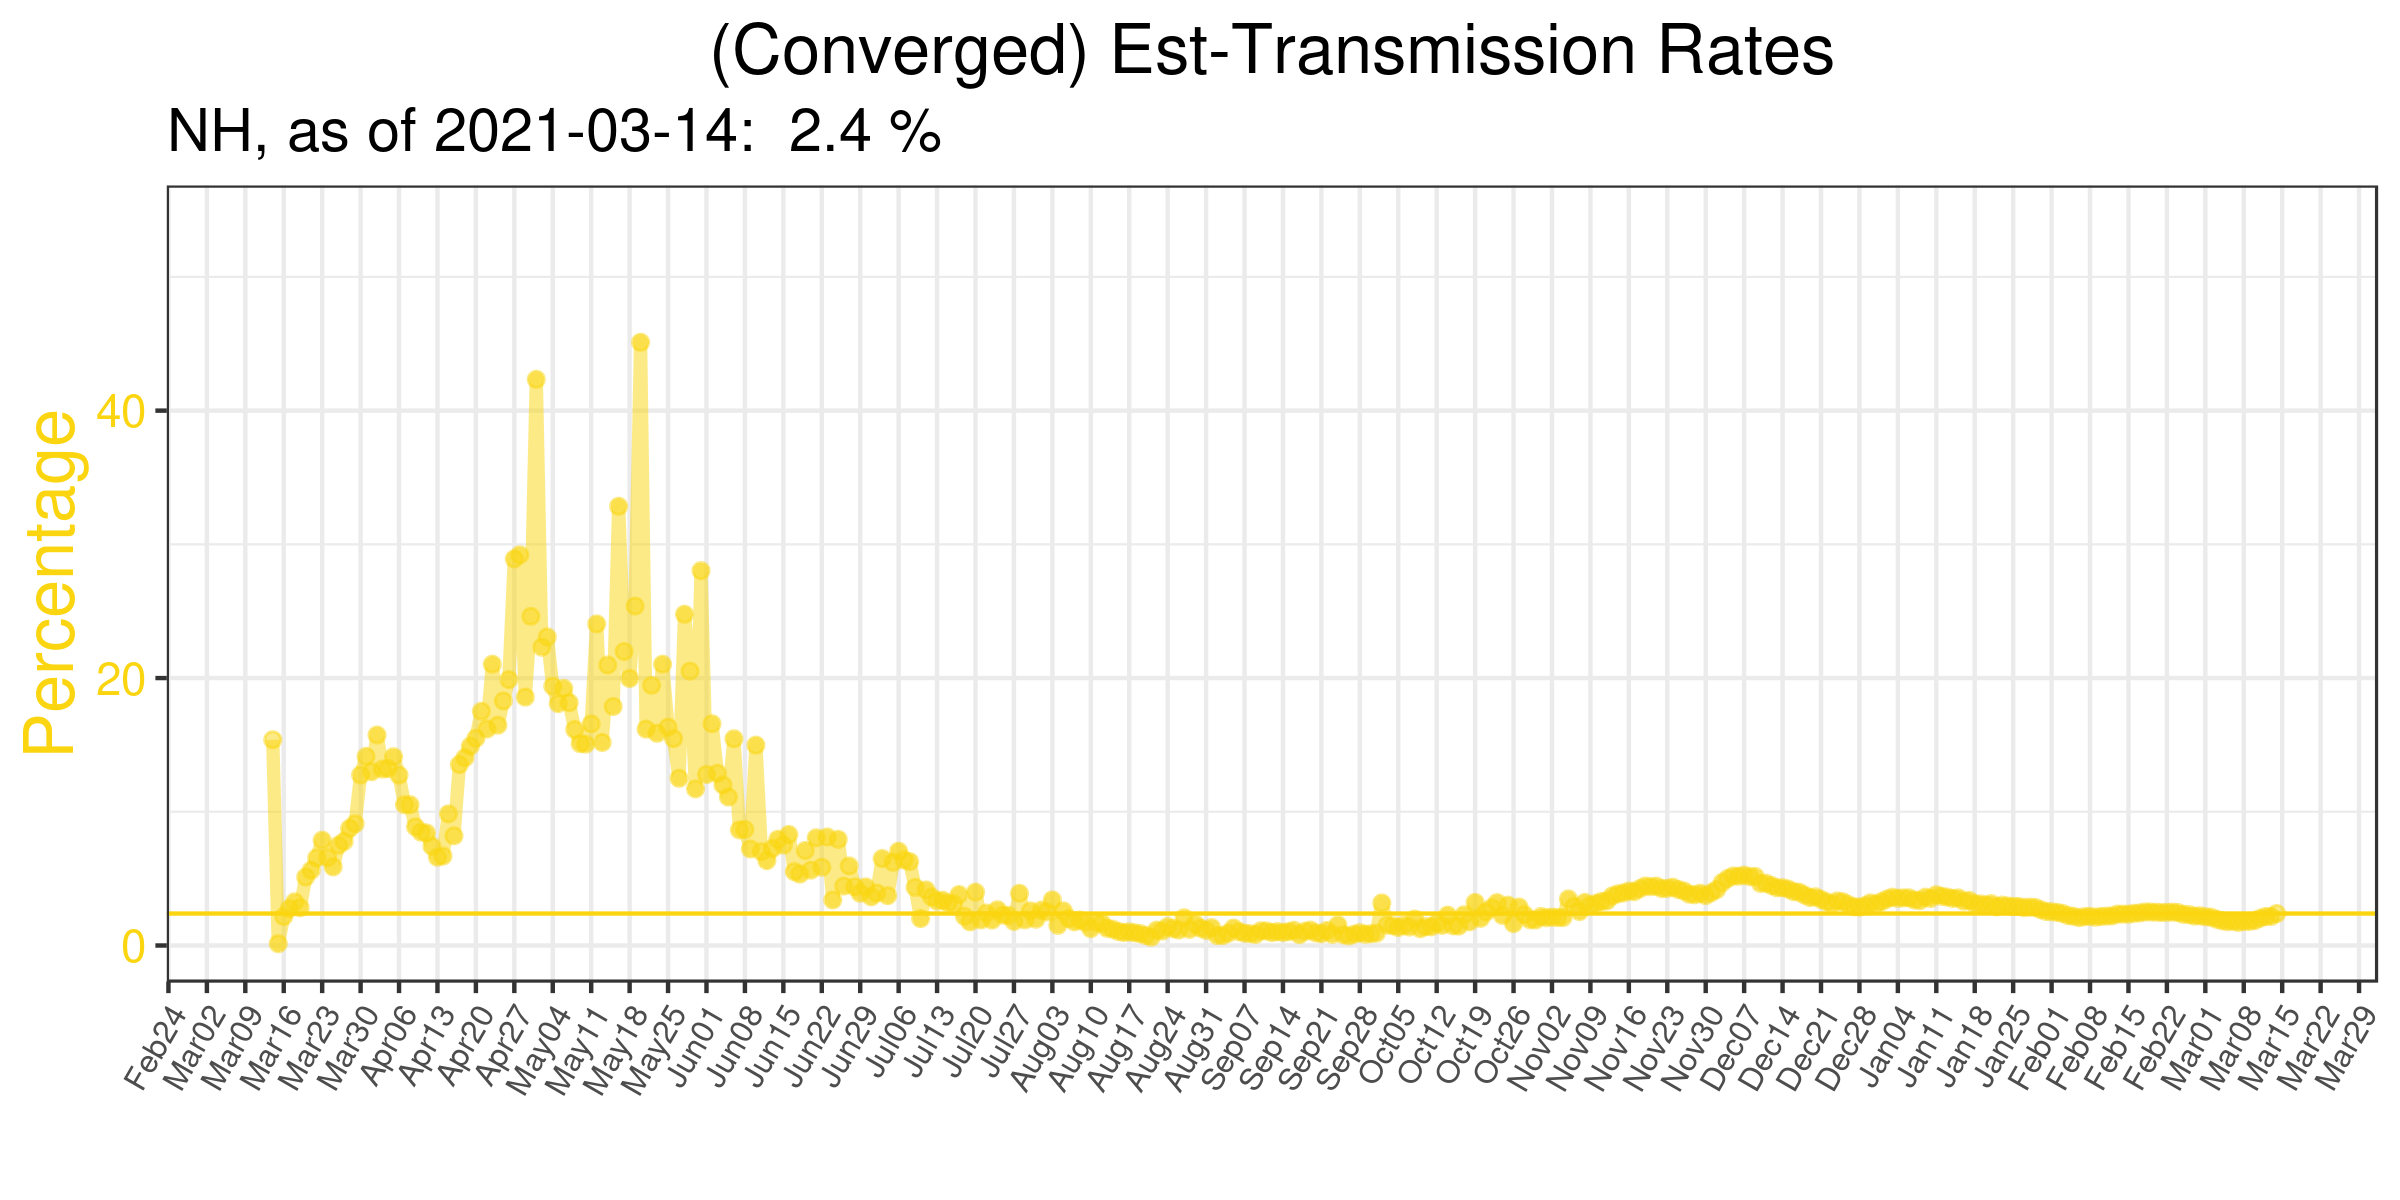 (Converged) Est-Transmission Rates
NH, as of 2021-03-14:  2.4 %
Percentage
40
20
0
Feb24
Mar02
Mar09
Mar16
Mar23
Mar30
Apr06
Apr13
Apr20
Apr27
May04
May11
May18
May25
Jun01
Jun08
Jun15
Jun22
Jun29
Jul06
Jul13
Jul20
Jul27
Aug03
Aug10
Aug17
Aug24
Aug31
Sep07
Sep14
Sep21
Sep28
Oct05
Oct12
Oct19
Oct26
Nov02
Nov09
Nov16
Nov23
Nov30
Dec07
Dec14
Dec21
Dec28
Jan04
Jan11
Jan18
Jan25
Feb01
Feb08
Feb15
Feb22
Mar01
Mar08
Mar15
Mar22
Mar29